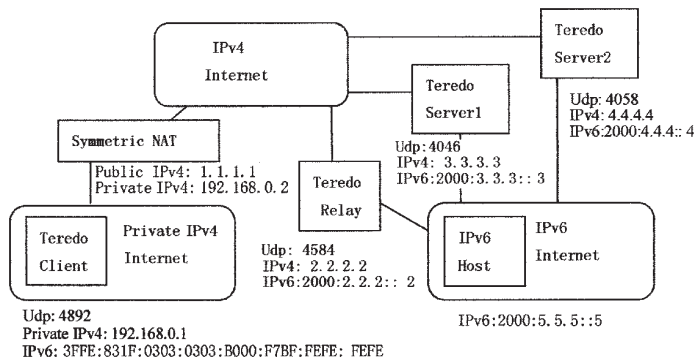 IPv4
Internet
Teredo
Server2
Teredo
Server1
Udp: 4058
IPv4: 4.4.4.4
IPv6:2000:4.4.4::4
Symmetric NAT
Udp: 4046
IPv4: 3.3.3.3
IPv6:2000:3.3.3::3
Public IPv4: 1.1.1.1
Private IPv4: 192.168.0.2
Teredo
Relay
Teredo
Client
Private IPv4
Internet
IPv6
Host
IPv6
Internet
Udp: 4584
IPv4: 2.2.2.2
IPv6:2000:2.2.2:: 2
Udp: 4892
Private IPv4: 192.168.0.1
IPv6: 3FFE:831F:0303:0303:B000:F7BF:FEFE: FEFE
IPv6:2000:5.5.5::5